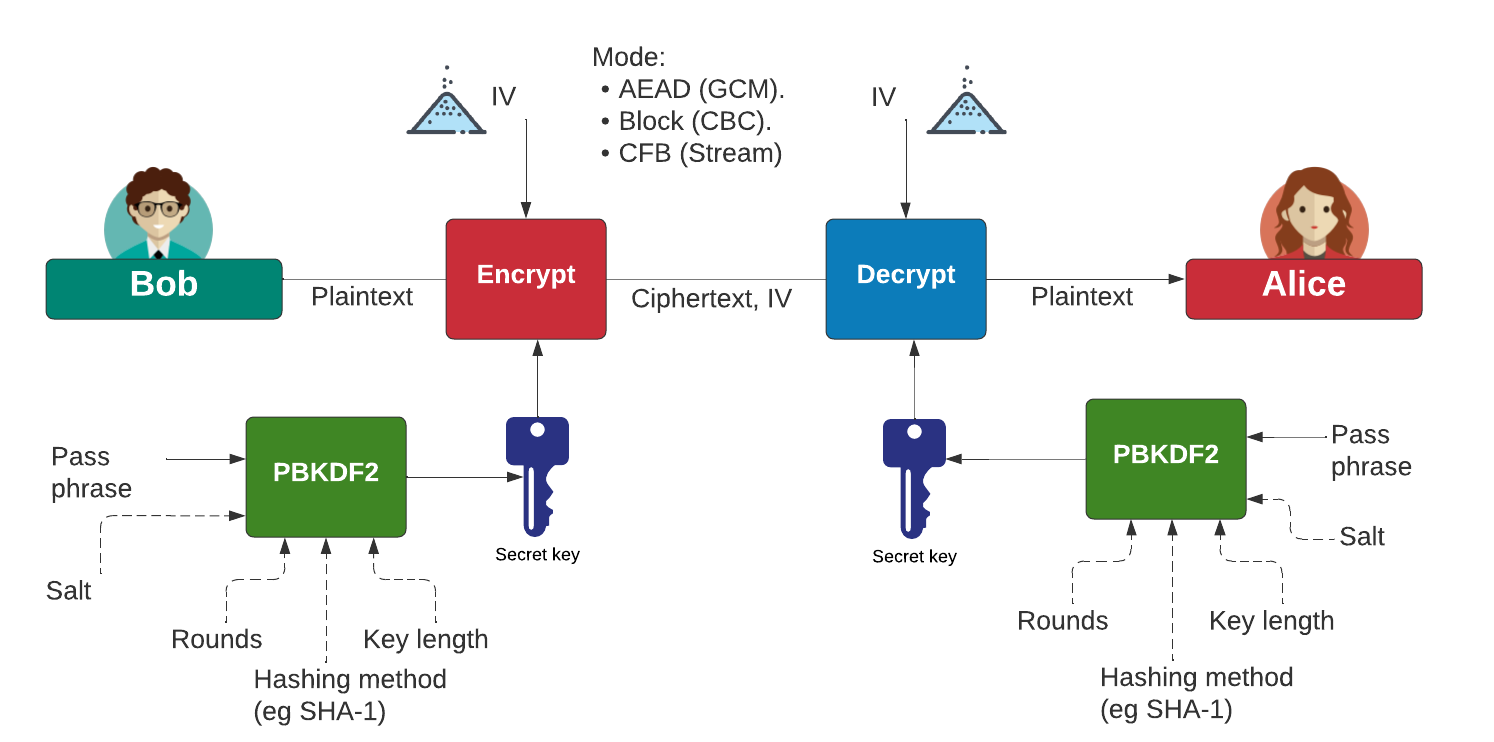 Mode:
• AEAD (GCM).
• Block (CBC).
• CFB (Stream)
IV
IV
Bob
Plaintext
Encrypt
Ciphertext, IV
Decrypt
Plaintext
Alice
Pass
phrase
PBKDF2
Salt
Secret key
Rounds
Key length
Hashing method
(eg SHA-1)
PBKDF2
Pass
phrase
Salt
Secret key
Rounds
Key length
Hashing method
(eg SHA-1)